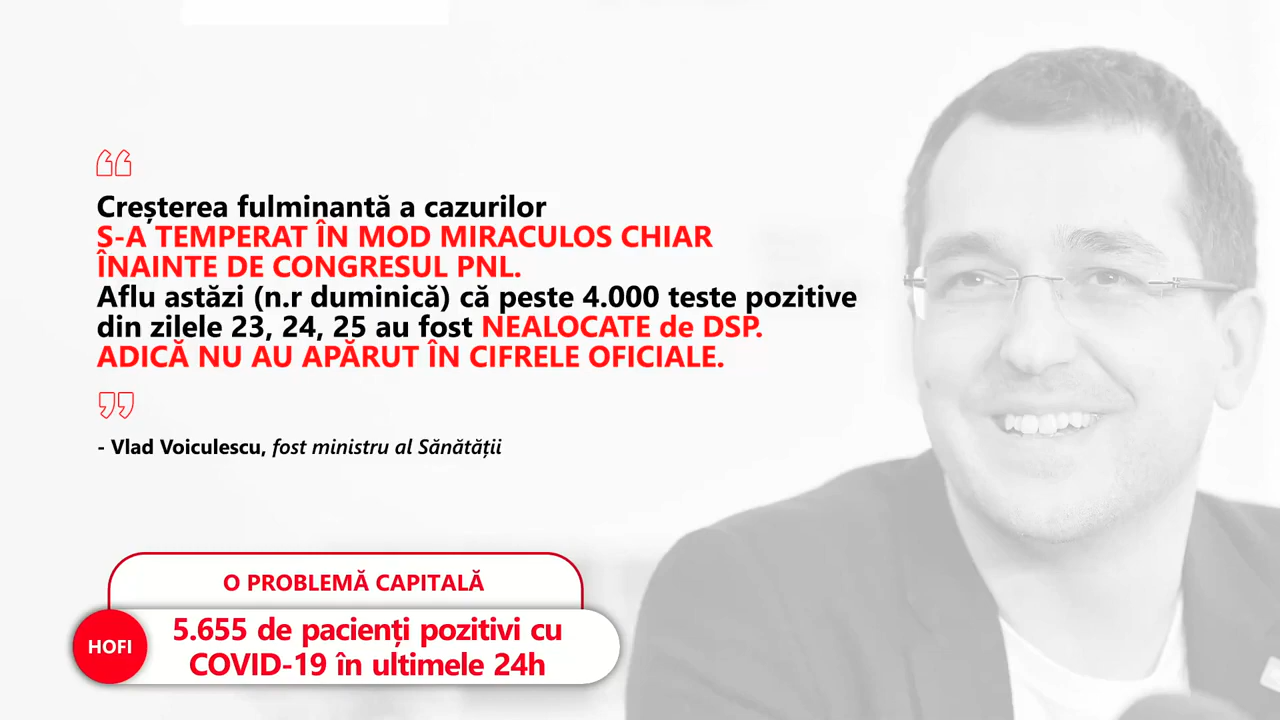 Creșterea fulminantă a cazurilor
S-A TEMPERAT ÎN MOD MIRACULOS CHIAR
ÎNAINTE DE CONGRESUL PNL.
Aflu astăzi (n.r duminică) că peste 4.000 teste pozitive
din zilele 23, 24, 25 au fost NEALOCATE de DSP.
ADICĂ NU AU APĂRUT ÎN CIFRELE OFICIALE.
- Vlad Voiculescu, fost ministru al Sănătății
O PROBLEMĂ CAPITALĂ
HOFI
5.655 de pacienți pozitivi cu
COVID-19 în ultimele 24h